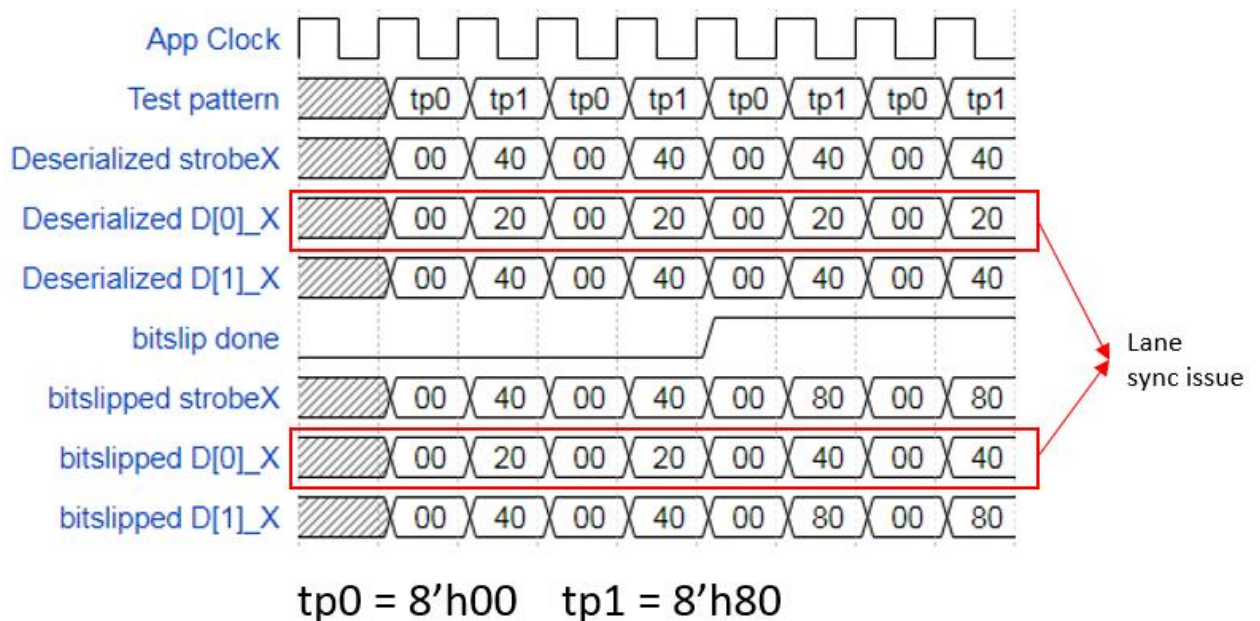 App Clock
Test pattern tp0 tp1 tp0 tp1 tp0 tp1 tp0 tp1
Deserialized strobeX 00 40 00 40 00 40 00 40
Deserialized D[0]_X 00 20 00 20 00 20 00 20
Deserialized D[1]_X 00 40 00 40 00 40 00 40
bitslip done
bitslipped strobeX 00 40 00 40 00 80 00 80
bitslipped D[0]_X 00 20 00 20 00 40 00 40
bitslipped D[1]_X 00 40 00 40 00 80 00 80
Lane
sync issue
tp0 = 8’h00 tp1 = 8’h80